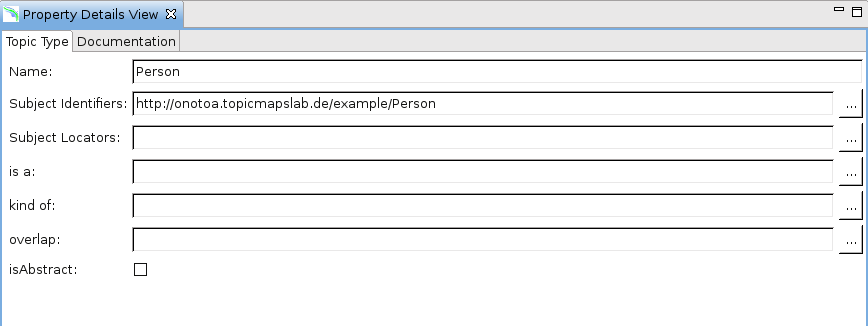 Property Details View
Topic Type Documentation
Name: Person
Subject Identifiers: http://onotoa.topicmapslab.de/example/Person ...
Subject Locators: ...
is a: ...
kind of: ...
overlap: ...
isAbstract: